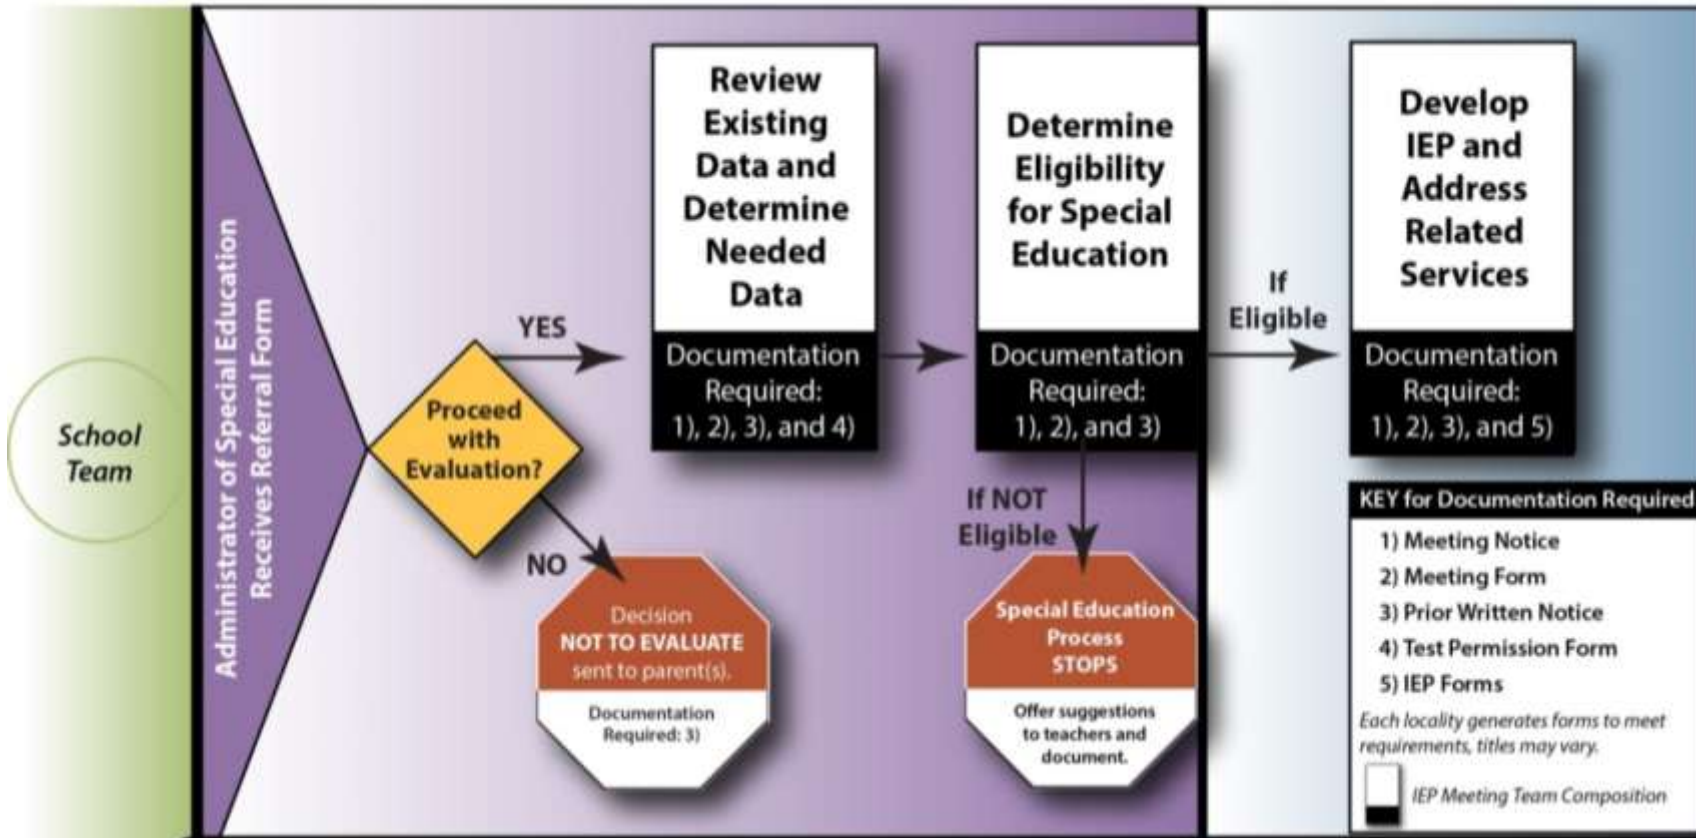 School
Team
Administrator of Special Education
Receives Referral Form
Proceed
with
Evaluation?
YES
NO
Review
Existing
Data and
Determine
Needed
Data
Documentation
Required:
1), 2), 3), and 4)
Decision
NOT TO EVALUATE
sent to parent(s).
Documentation
Required: 3)
Determine
Eligibility
for Special
Education
Documentation
Required:
1), 2), and 3)
If NOT
Eligible
Special Education
Process
STOPS
Offer suggestions
to teachers and
document.
If
Eligible
Develop
IEP and
Address
Related
Services
Documentation
Required:
1), 2), 3), and 5)
KEY for Documentation Required
1) Meeting Notice
2) Meeting Form
3) Prior Written Notice
4) Test Permission Form
5) IEP Forms
Each locality generates forms to meet
requirements, titles may vary.
IEP Meeting Team Composition